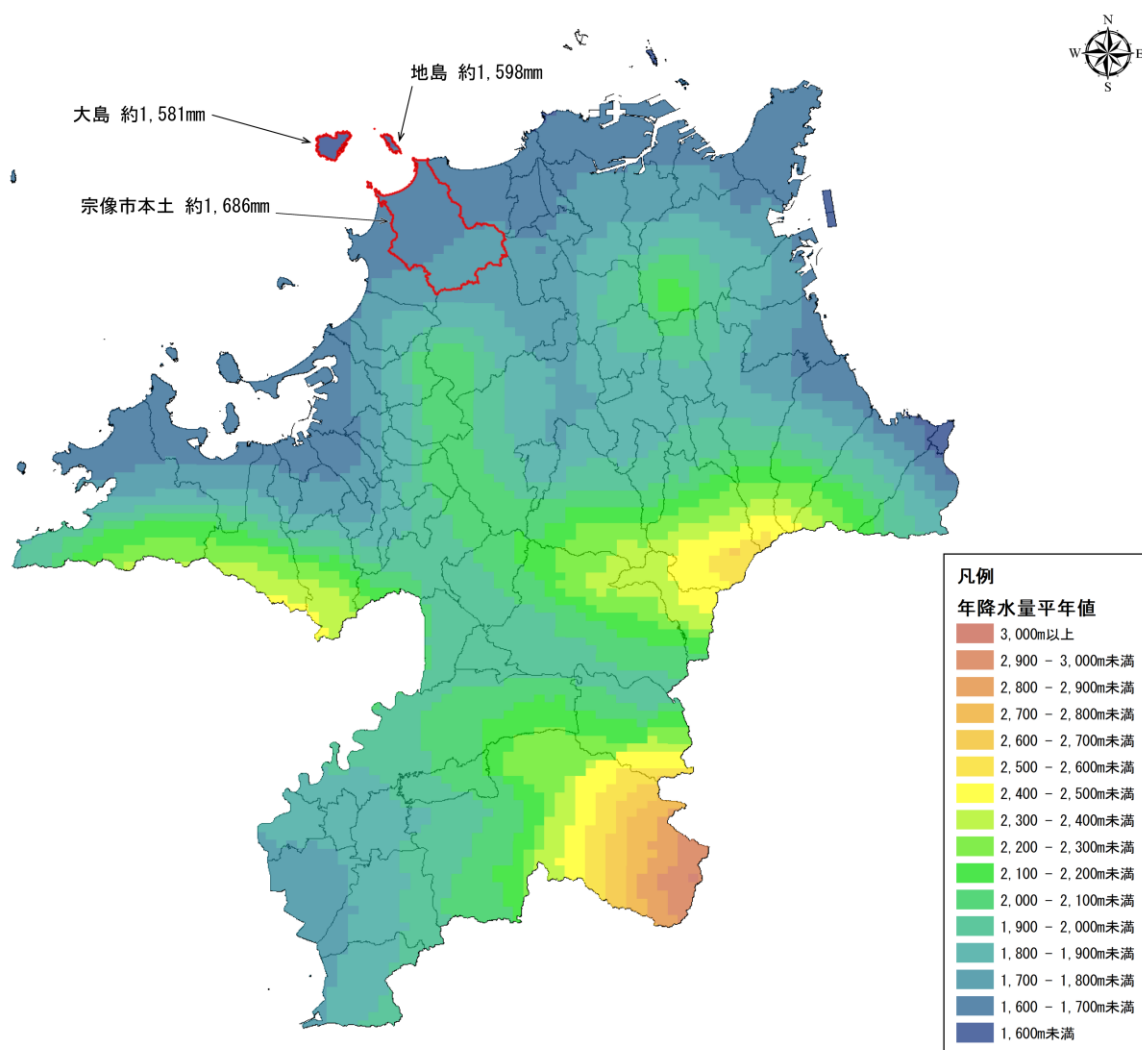 N
W
E
S
地島 約1,598mm
大島 約1,581mm
宗像市本土 約1,686mm
凡例
年降水量平年値
3,000m以上
2,900 - 3,000m未満
2,800 - 2,900m未満
2,700 - 2,800m未満
2,600 - 2,700m未満
2,500 - 2,600m未満
2,400 - 2,500m未満
2,300 - 2,400m未満
2,200 - 2,300m未満
2,100 - 2,200m未満
2,000 - 2,100m未満
1,900 - 2,000m未満
1,800 - 1,900m未満
1,700 - 1,800m未満
1,600 - 1,700m未満
1,600m未満